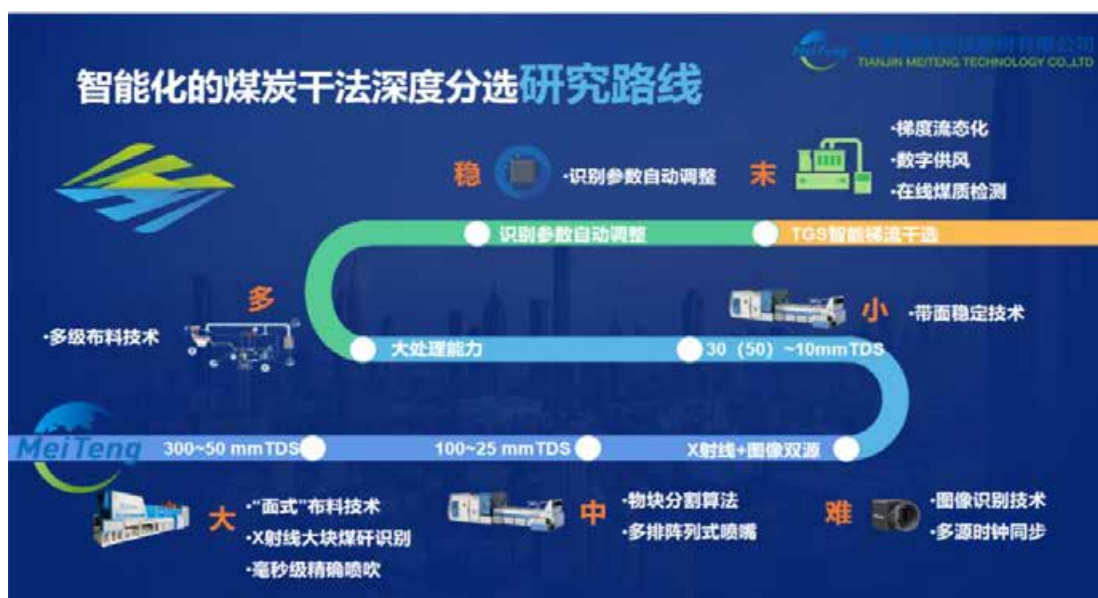 MeiTeng
TIANJIN MEITENG TECHNOLOGY CO.,LTD
智能化的煤炭干法深度分选研究路线
·梯度流态化
·数字供风
·在线煤质检测
稳
·识别参数自动调整
末
识别参数自动调整
TGS智能梯流干选
多
·多级布料技术
小
·带面稳定技术
大处理能力
30（50）~10mmTDS
MeiTeng
300~50 mmTDS
100~25 mmTDS
X射线+图像双源
大
·“面式”布料技术
·X射线大块煤矸识别
·毫秒级精确喷吹
中
·物块分割算法
·多排阵列式喷嘴
难
·图像识别技术
·多源时钟同步